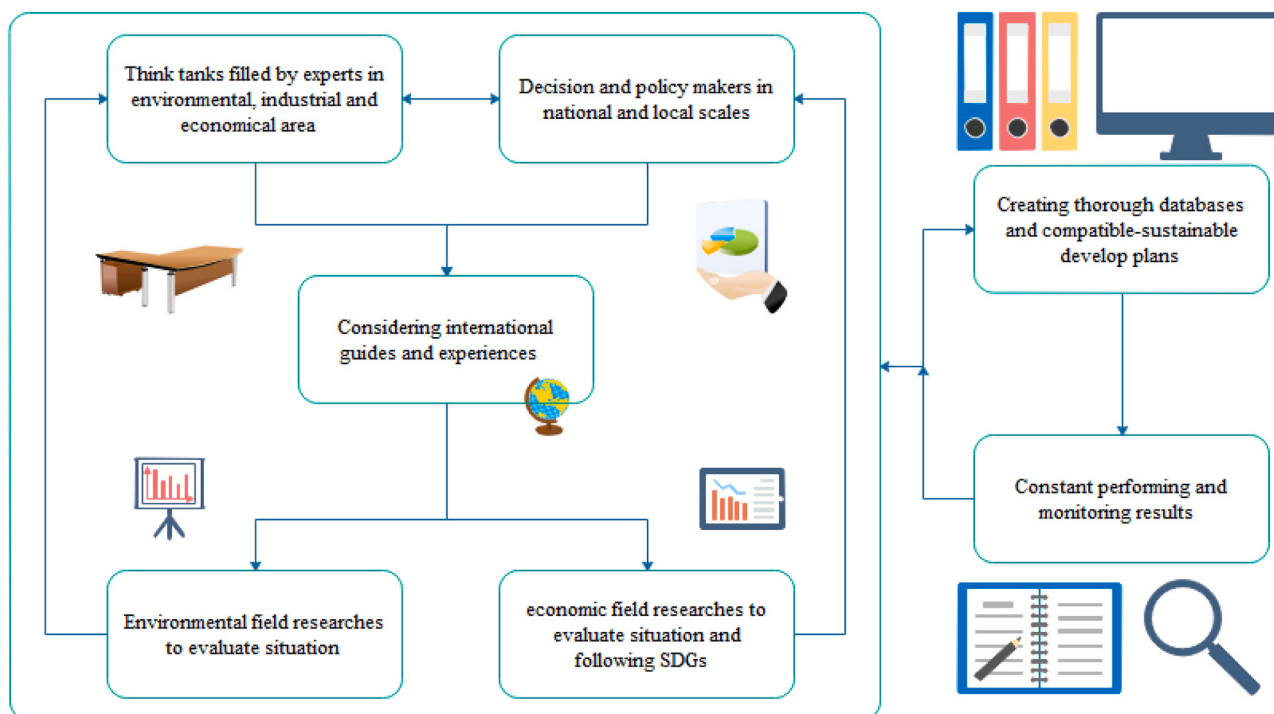 Think tanks filled by experts in
environmental, industrial and
economical area
Decision and policy makers in
national and local scales
Creating thorough databases
and compatible-sustainable
develop plans
Considering international
guides and experiences
Constant performing and
monitoring results
Environmental field researches
to evaluate situation
economic field researches to
evaluate situation and
following SDGs